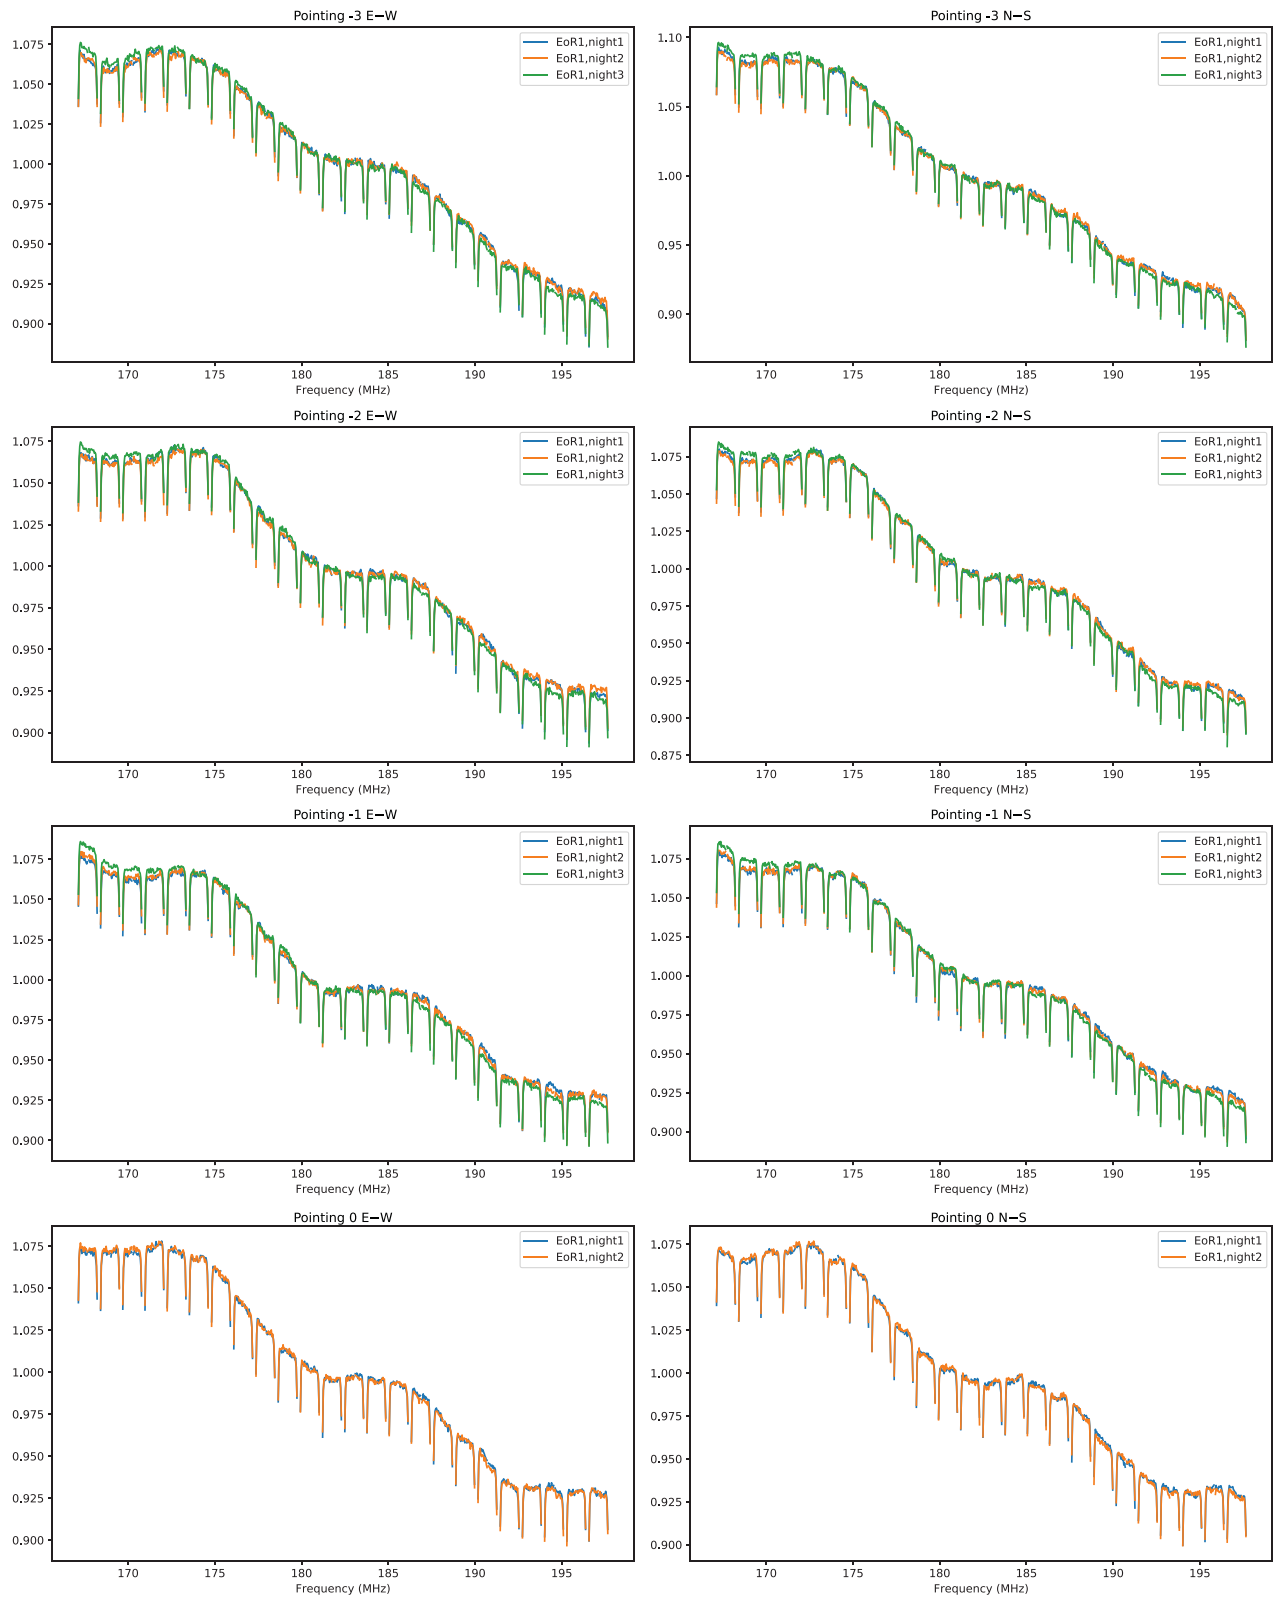 Pointing -3 E−W
1.075
1.050
1.025
1.000
0.975
0.950
0.925
0.900
EoR1,night1
EoR1,night2
EoR1,night3
170 175 180 185 190 195
Frequency (MHz)
Pointing -3 N−S
1.10
1.05
1.00
0.95
0.90
EoR1,night1
EoR1,night2
EoR1,night3
170 175 180 185 190 195
Frequency (MHz)
Pointing -2 E−W
1.075
1.050
1.025
1.000
0.975
0.950
0.925
0.900
EoR1,night1
EoR1,night2
EoR1,night3
170 175 180 185 190 195
Frequency (MHz)
Pointing -2 N−S
1.075
1.050
1.025
1.000
0.975
0.950
0.925
0.900
0.875
EoR1,night1
EoR1,night2
EoR1,night3
170 175 180 185 190 195
Frequency (MHz)
Pointing -1 E−W
1.075
1.050
1.025
1.000
0.975
0.950
0.925
0.900
EoR1,night1
EoR1,night2
EoR1,night3
170 175 180 185 190 195
Frequency (MHz)
Pointing -1 N−S
1.075
1.050
1.025
1.000
0.975
0.950
0.925
0.900
EoR1,night1
EoR1,night2
EoR1,night3
170 175 180 185 190 195
Frequency (MHz)
Pointing 0 E−W
1.075
1.050
1.025
1.000
0.975
0.950
0.925
0.900
EoR1,night1
EoR1,night2
170 175 180 185 190 195
Frequency (MHz)
Pointing 0 N−S
1.075
1.050
1.025
1.000
0.975
0.950
0.925
0.900
EoR1,night1
EoR1,night2
170 175 180 185 190 195
Frequency (MHz)